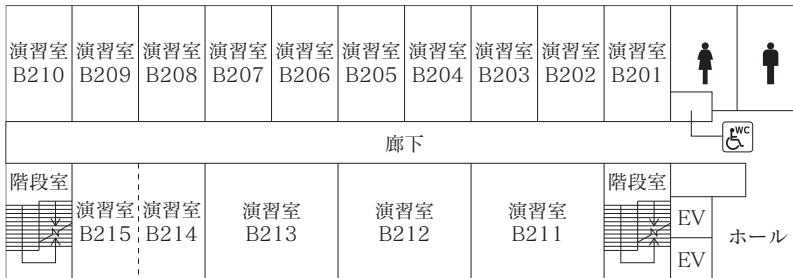 演習室 B210
演習室 B209
演習室 B208
演習室 B207
演習室 B206
演習室 B205
演習室 B204
演習室 B203
演習室 B202
演習室 B201
廊下
WC
階段室
演習室 B215
演習室 B214
演習室 B213
演習室 B212
演習室 B211
階段室
EV
EV
ホール